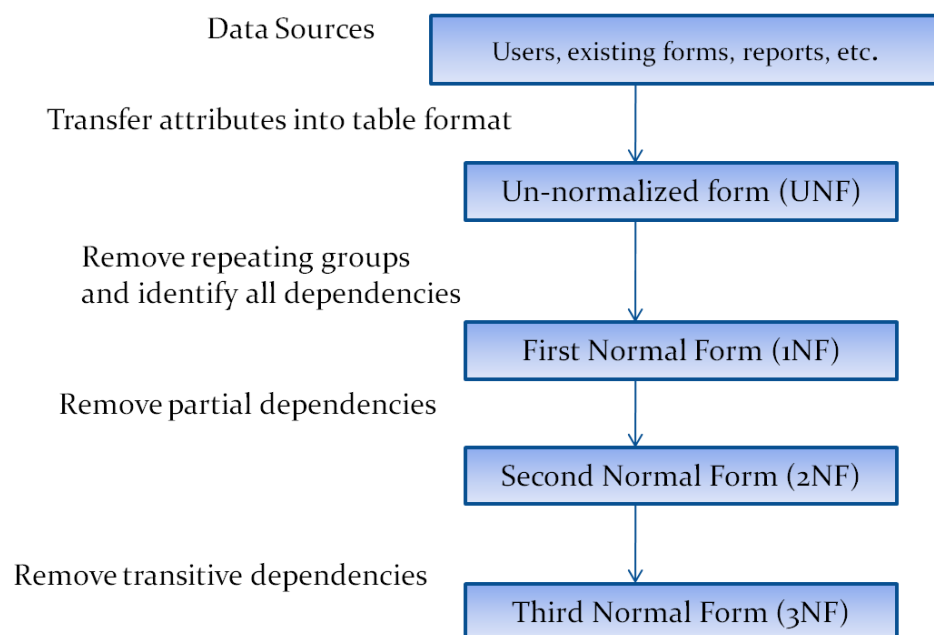 Data Sources
Users, existing forms, reports, etc.
Transfer attributes into table format
Un-normalized form (UNF)
Remove repeating groups
and identify all dependencies
First Normal Form (1NF)
Remove partial dependencies
Second Normal Form (2NF)
Remove transitive dependencies
Third Normal Form (3NF)